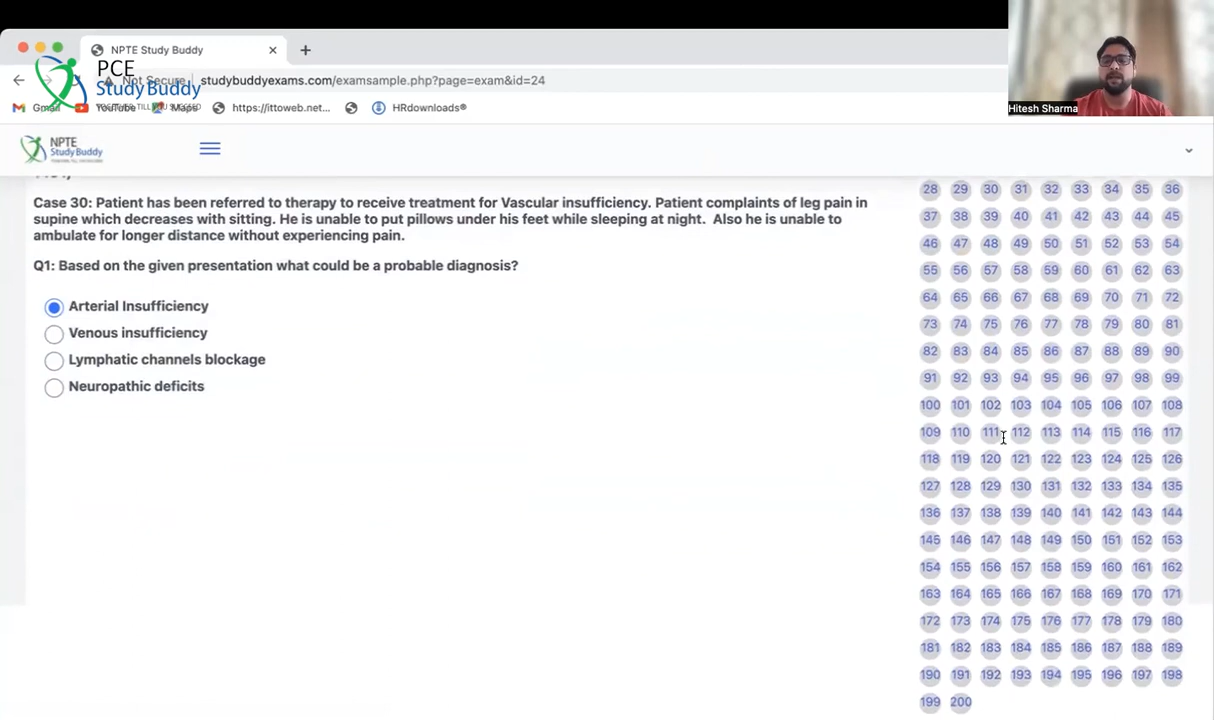 NPTE Study Buddy
PCE
Study Buddy
Not Secure studybuddyexams.com/examsample.php?page=exam&id=24
Gmail YouTube Maps https://ittoweb.net... HRdownloads®
Hitesh Sharma
NPTE
Study Buddy
Case 30: Patient has been referred to therapy to receive treatment for Vascular insufficiency. Patient complaints of leg pain in
supine which decreases with sitting. He is unable to put pillows under his feet while sleeping at night. Also he is unable to
ambulate for longer distance without experiencing pain.
Q1: Based on the given presentation what could be a probable diagnosis?
Arterial Insufficiency
Venous insufficiency
Lymphatic channels blockage
Neuropathic deficits
28 29 30 31 32 33 34 35 36
37 38 39 40 41 42 43 44 45
46 47 48 49 50 51 52 53 54
55 56 57 58 59 60 61 62 63
64 65 66 67 68 69 70 71 72
73 74 75 76 77 78 79 80 81
82 83 84 85 86 87 88 89 90
91 92 93 94 95 96 97 98 99
100 101 102 103 104 105 106 107 108
109 110 111 112 113 114 115 116 117
118 119 120 121 122 123 124 125 126
127 128 129 130 131 132 133 134 135
136 137 138 139 140 141 142 143 144
145 146 147 148 149 150 151 152 153
154 155 156 157 158 159 160 161 162
163 164 165 166 167 168 169 170 171
172 173 174 175 176 177 178 179 180
181 182 183 184 185 186 187 188 189
190 191 192 193 194 195 196 197 198
199 200